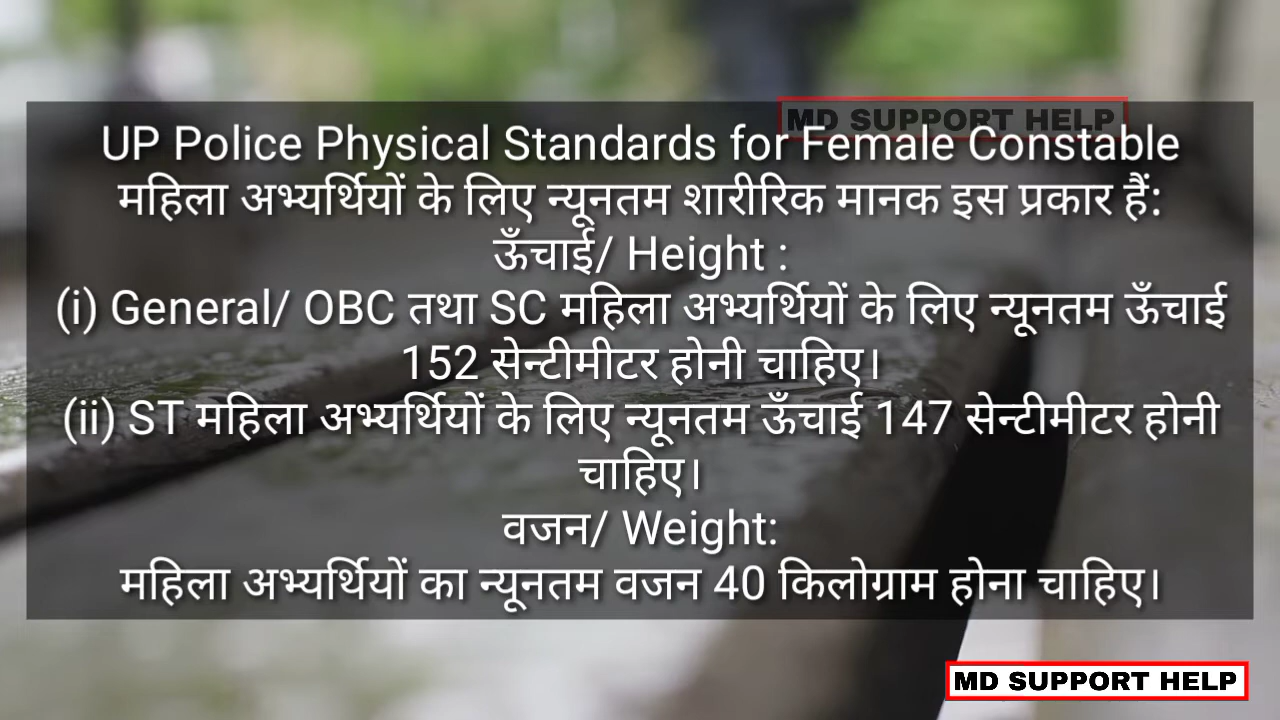 MD SUPPORT HELP
UP Police Physical Standards for Female Constable
महिला अभ्यर्थियों के लिए न्यूनतम शारीरिक मानक इस प्रकार हैं:
ऊँचाई/ Height :
(i) General/ OBC तथा SC महिला अभ्यर्थियों के लिए न्यूनतम ऊँचाई
152 सेन्टीमीटर होनी चाहिए।
(ii) ST महिला अभ्यर्थियों के लिए न्यूनतम ऊँचाई 147 सेन्टीमीटर होनी
चाहिए।
वजन/ Weight:
महिला अभ्यर्थियों का न्यूनतम वजन 40 किलोग्राम होना चाहिए।
MD SUPPORT HELP